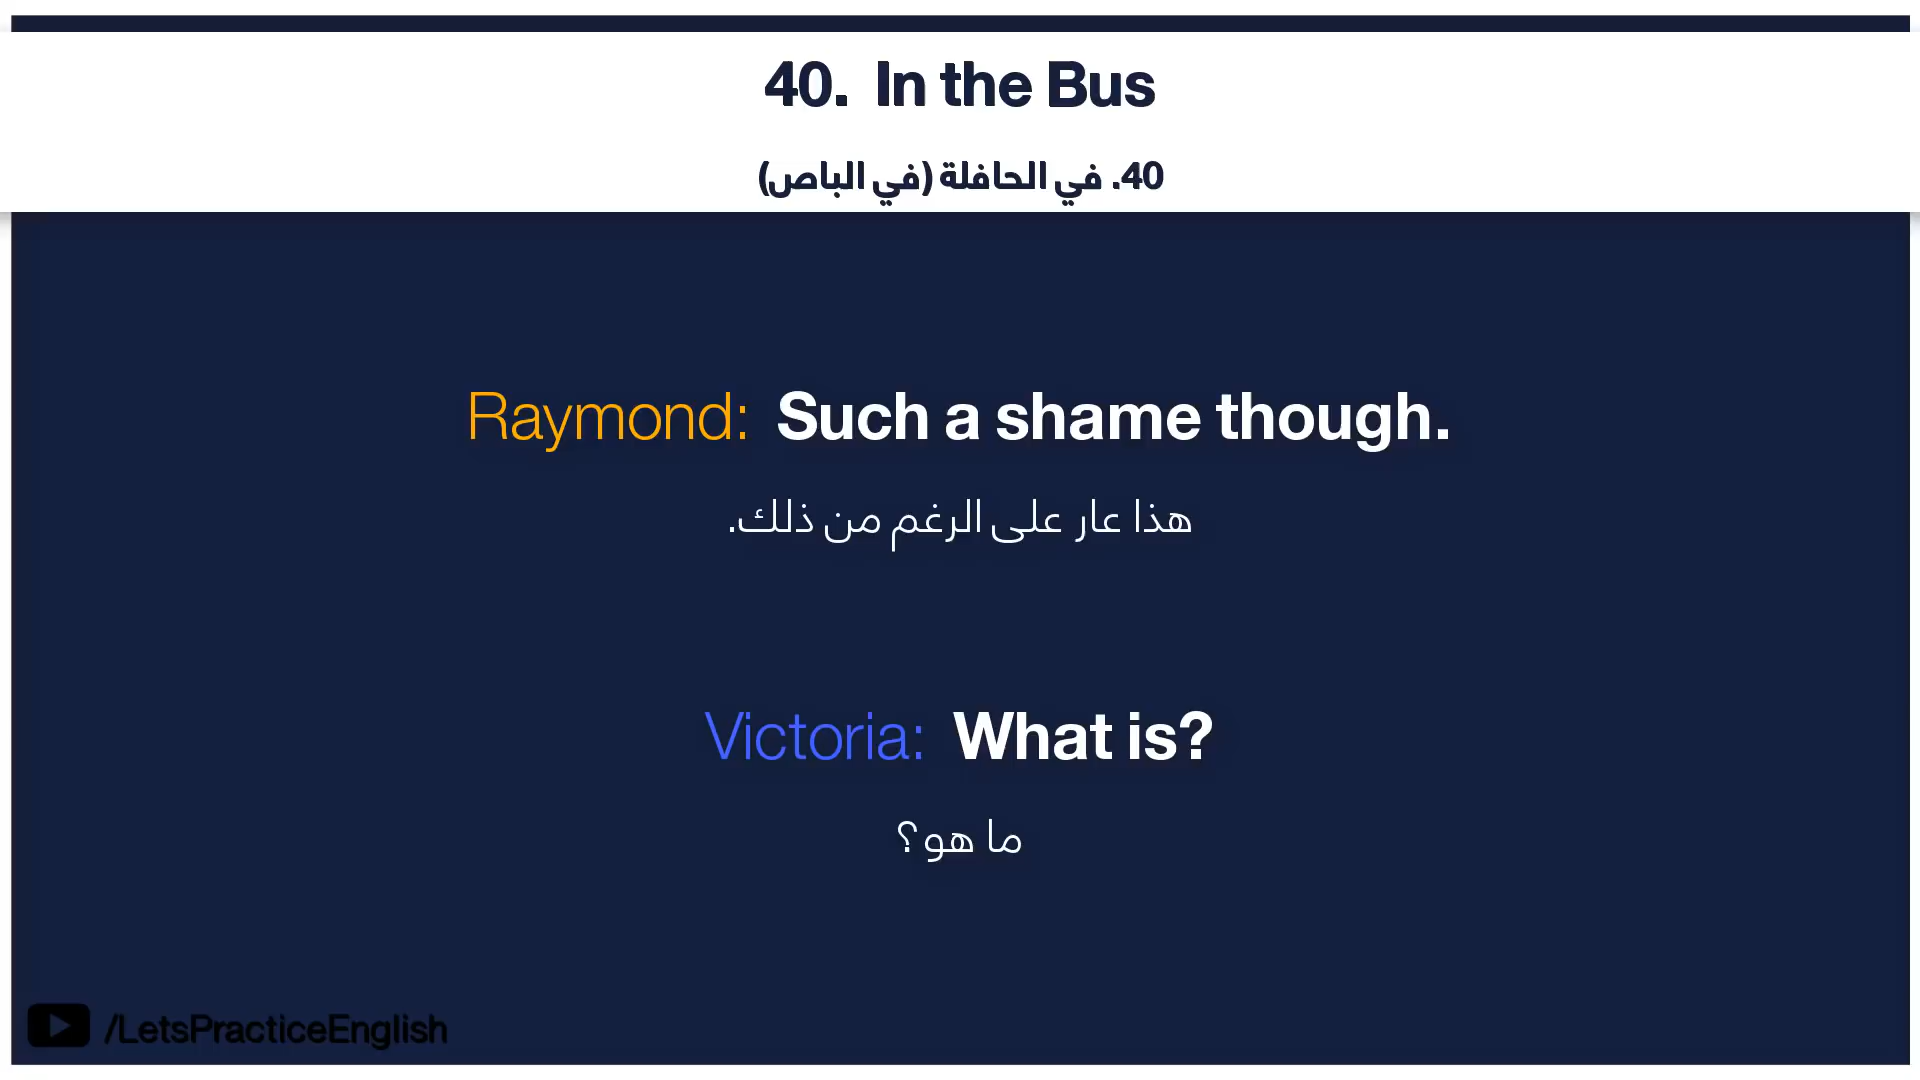 40. In the Bus
40. في الحافلة (في الباص)
Raymond: Such a shame though.
هذا عار على الرغم من ذلك.
Victoria: What is?
ما هو؟
/LetsPracticeEnglish